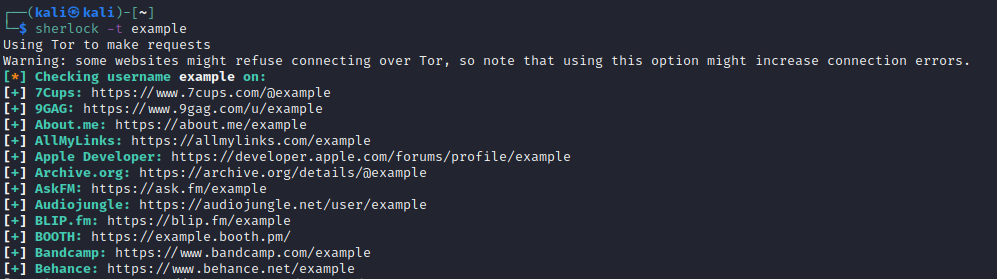 ┌──(kali㉿kali)-[~]
└─$ sherlock -t example
Using Tor to make requests
Warning: some websites might refuse connecting over Tor, so note that using this option might increase connection errors.
[*] Checking username example on:
[+] 7Cups: https://www.7cups.com/@example
[+] 9GAG: https://www.9gag.com/u/example
[+] About.me: https://about.me/example
[+] AllMyLinks: https://allmylinks.com/example
[+] Apple Developer: https://developer.apple.com/forums/profile/example
[+] Archive.org: https://archive.org/details/@example
[+] AskFM: https://ask.fm/example
[+] Audiojungle: https://audiojungle.net/user/example
[+] BLIP.fm: https://blip.fm/example
[+] BOOTH: https://example.booth.pm/
[+] Bandcamp: https://www.bandcamp.com/example
[+] Behance: https://www.behance.net/example